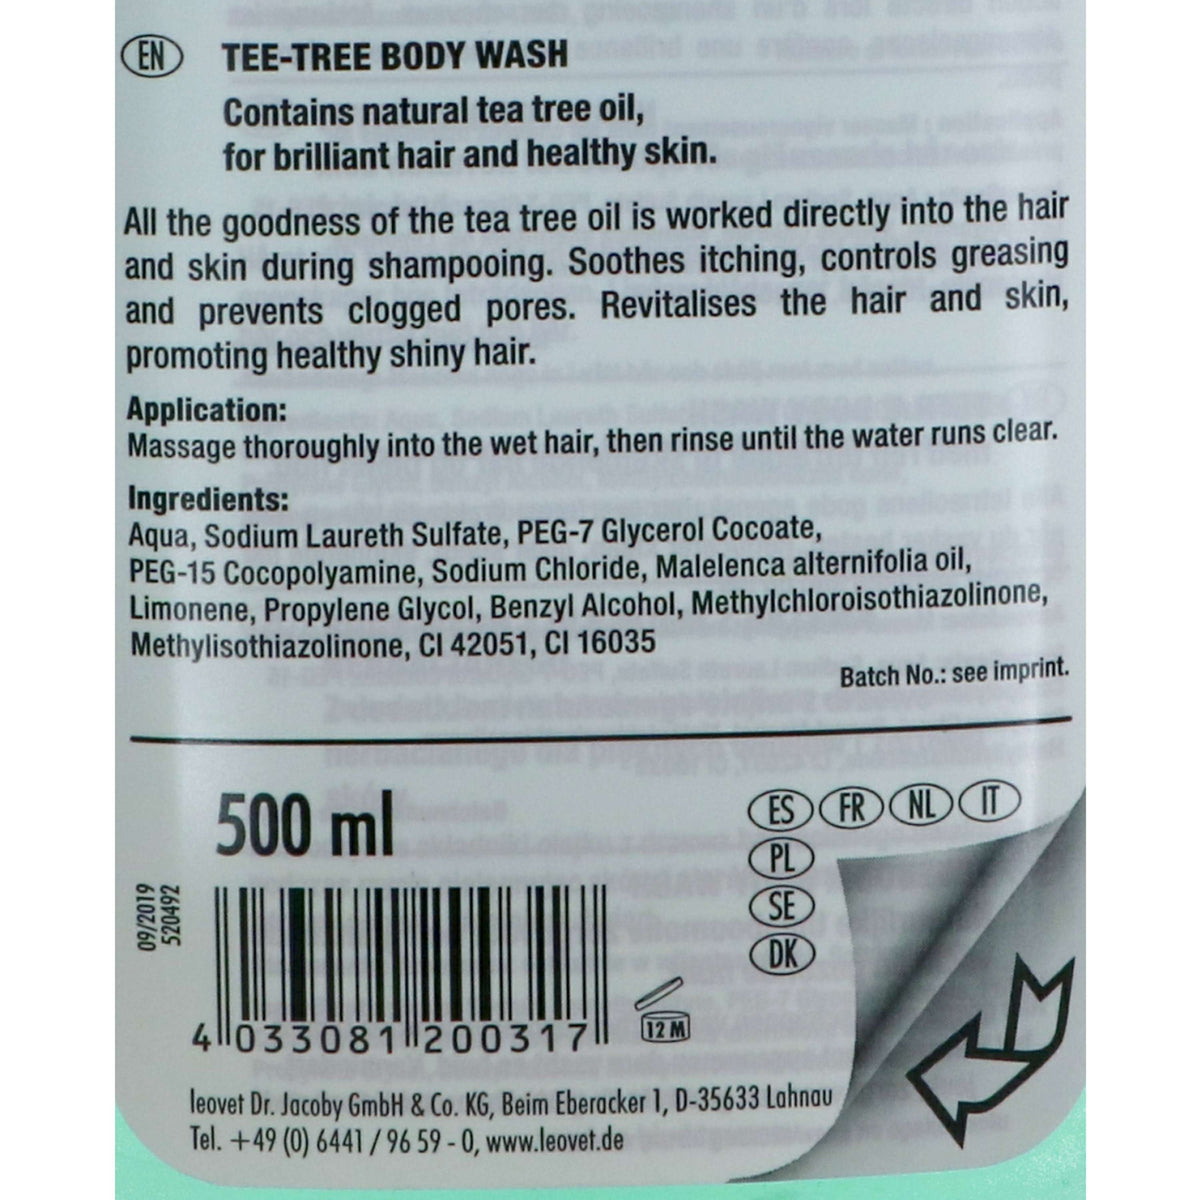 EN TEE-TREE BODY WASH
Contains natural tea tree oil,
for brilliant hair and healthy skin.
All the goodness of the tea tree oil is worked directly into the hair
and skin during shampooing. Soothes itching, controls greasing
and prevents clogged pores. Revitalises the hair and skin,
promoting healthy shiny hair.
Application:
Massage thoroughly into the wet hair, then rinse until the water runs clear.
Ingredients:
Aqua, Sodium Laureth Sulfate, PEG-7 Glycerol Cocoate,
PEG-15 Cocopolyamine, Sodium Chloride, Malelenca alternifolia oil,
Limonene, Propylene Glycol, Benzyl Alcohol, Methylchloroisothiazolinone,
Methylisothiazolinone, CI 42051, CI 16035
Batch No.: see imprint.
500 ml
ES FR NL IT
PL
SE
DK
09/2019
520492
4 033081 200317
12 M
leovet Dr. Jacoby GmbH & Co. KG, Beim Eberacker 1, D-35633 Lahnau
Tel. +49 (0) 6441 / 96 59 - 0, www.leovet.de